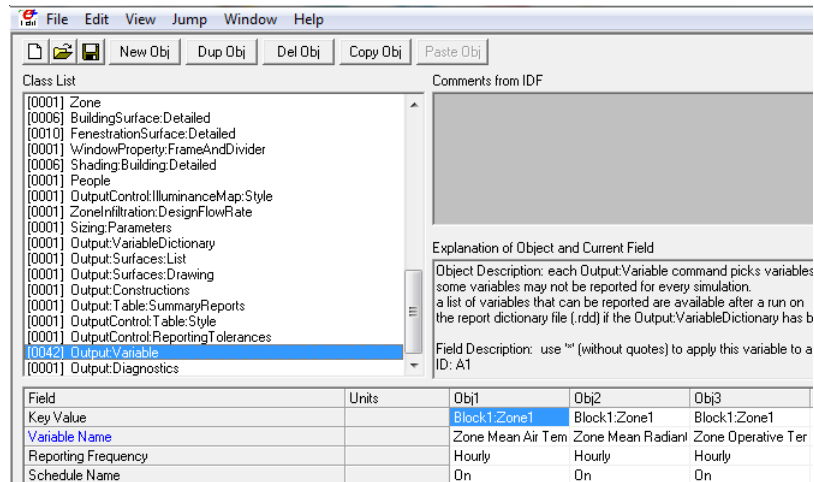 File Edit View Jump Window Help
New Obj Dup Obj Del Obj Copy Obj Paste Obj
Class List
[0001] Zone
[0006] BuildingSurface:Detailed
[0010] FenestrationSurface:Detailed
[0001] WindowProperty:FrameAndDivider
[0006] Shading:Building:Detailed
[0001] People
[0001] OutputControl:IlluminanceMap:Style
[0001] ZoneInfiltration:DesignFlowRate
[0001] Sizing:Parameters
[0001] Output:VariableDictionary
[0001] Output:Surfaces:List
[0001] Output:Surfaces:Drawing
[0001] Output:Constructions
[0001] Output:Table:SummaryReports
[0001] OutputControl:Table:Style
[0001] OutputControl:ReportingTolerances
[0042] Output:Variable
[0001] Output:Diagnostics
Comments from IDF
Explanation of Object and Current Field
Object Description: each Output:Variable command picks variables
some variables may not be reported for every simulation.
a list of variables that can be reported are available after a run on
the report dictionary file (.rdd) if the Output:VariableDictionary has b
Field Description: use '*' (without quotes) to apply this variable to a
ID: A1
Field Units Obj1 Obj2 Obj3
Key Value Block1:Zone1 Block1:Zone1 Block1:Zone1
Variable Name Zone Mean Air Tem Zone Mean Radiant Zone Operative Ter
Reporting Frequency Hourly Hourly Hourly
Schedule Name On On On